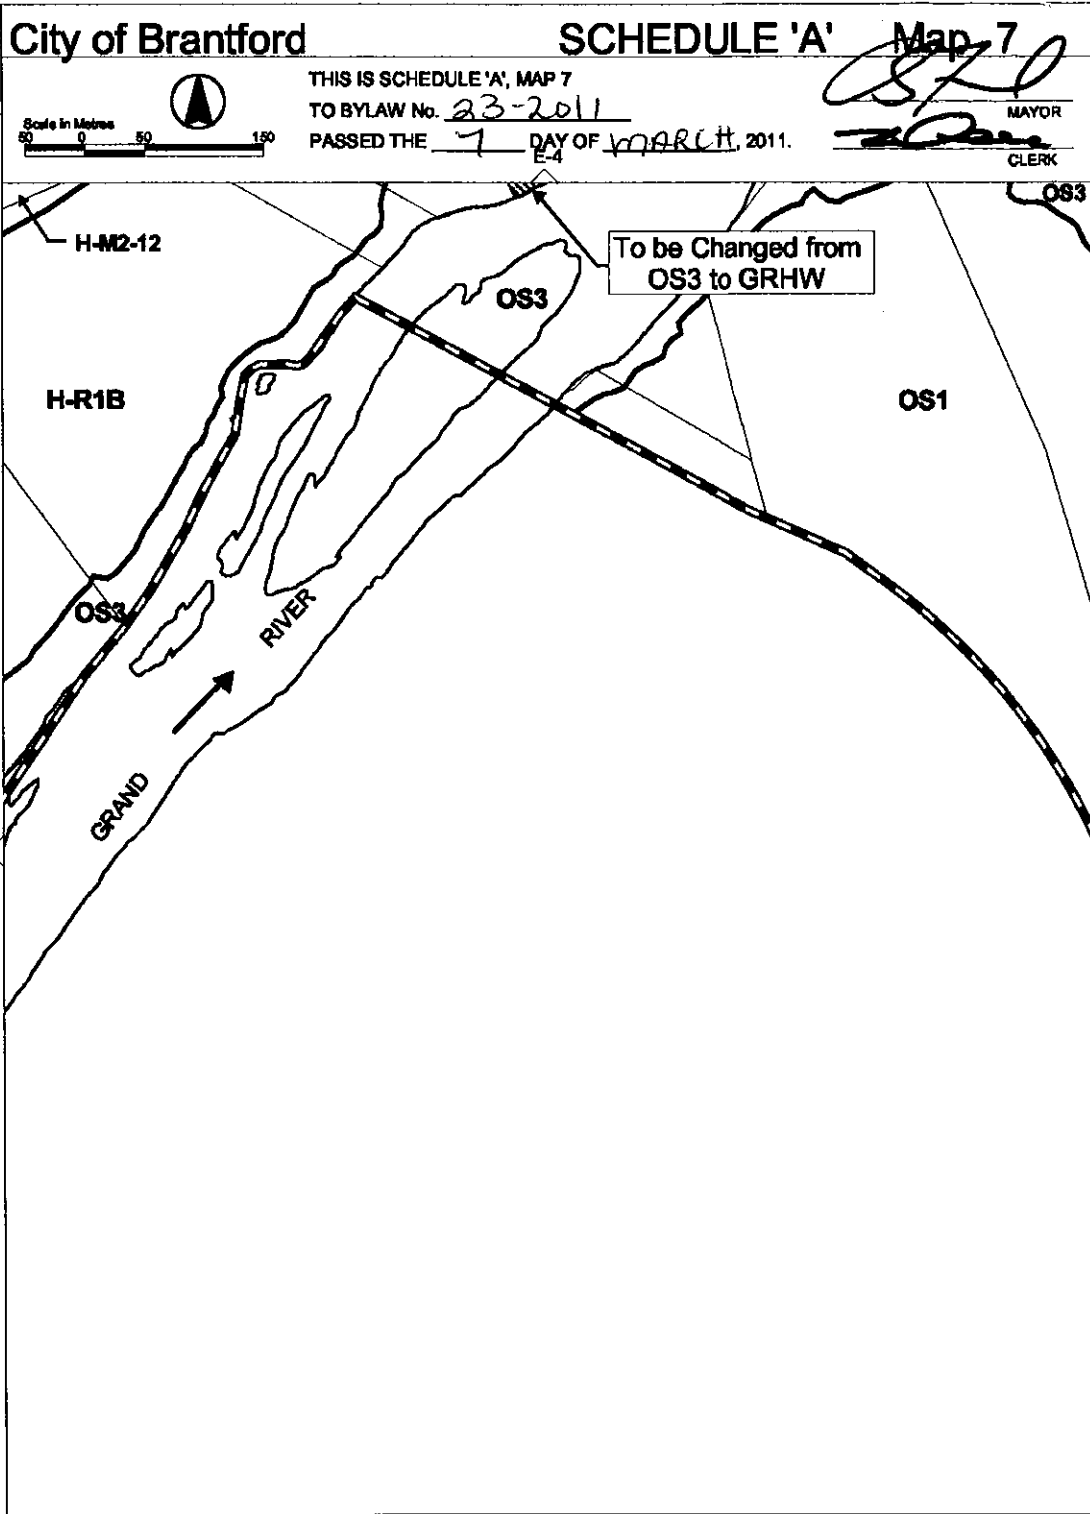 City of Brantford SCHEDULE 'A' Map 7
THIS IS SCHEDULE 'A', MAP 7
TO BYLAW No. 23-2011
PASSED THE 7 DAY OF MARCH, 2011.
MAYOR
CLERK
Scale in Metres
50 0 50 150
E-4
OS3
H-M2-12
To be Changed from
OS3 to GRHW
OS3
H-R1B
OS1
OS3
RIVER
GRAND